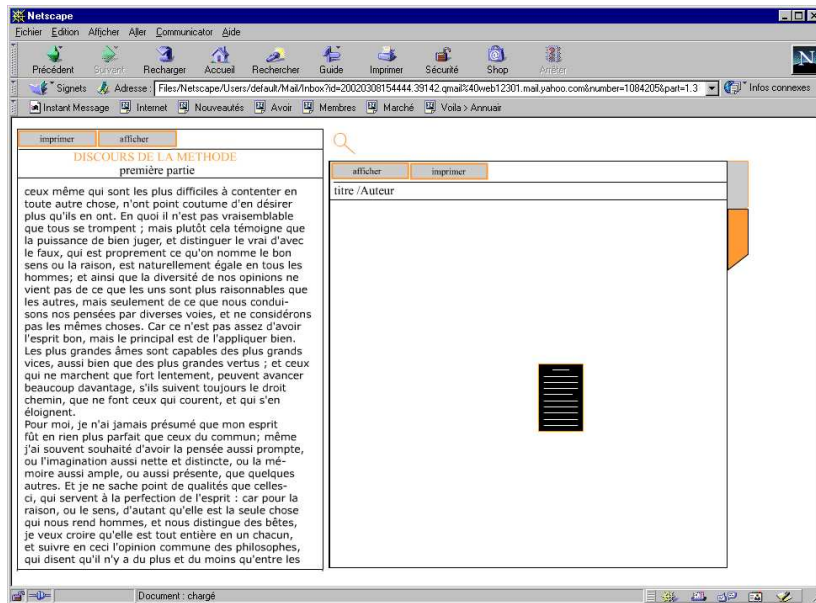 Netscape
Fichier Edition Afficher Aller Communicator Aide
Précédent Suivant Recharger Accueil Rechercher Guide Imprimer Sécurité Shop Arrêter
N
Signets Adresse : Files/Netscape/Users/default/Mail/Inbox?id=20020308154444.39142.qmail%40web12301.mail.yahoo.com&number=1084205&part=1.3 Infos connexes
Instant Message Internet Nouveautés Avoir Membres Marché Voila > Annuair
imprimer afficher
DISCOURS DE LA METHODE
première partie
ceux même qui sont les plus difficiles à contenter en
toute autre chose, n'ont point coutume d'en désirer
plus qu'ils en ont. En quoi il n'est pas vraisemblable
que tous se trompent ; mais plutôt cela témoigne que
la puissance de bien juger, et distinguer le vrai d'avec
le faux, qui est proprement ce qu'on nomme le bon
sens ou la raison, est naturellement égale en tous les
hommes; et ainsi que la diversité de nos opinions ne
vient pas de ce que les uns sont plus raisonnables que
les autres, mais seulement de ce que nous condui-
sons nos pensées par diverses voies, et ne considérons
pas les mêmes choses. Car ce n'est pas assez d'avoir
l'esprit bon, mais le principal est de l'appliquer bien.
Les plus grandes âmes sont capables des plus grands
vices, aussi bien que des plus grandes vertus ; et ceux
qui ne marchent que fort lentement, peuvent avancer
beaucoup davantage, s'ils suivent toujours le droit
chemin, que ne font ceux qui courent, et qui s'en
éloignent.
Pour moi, je n'ai jamais présumé que mon esprit
fût en rien plus parfait que ceux du commun; même
j'ai souvent souhaité d'avoir la pensée aussi prompte,
ou l'imagination aussi nette et distincte, ou la mé-
moire aussi ample, ou aussi présente, que quelques
autres. Et je ne sache point de qualités que celles-
ci, qui servent à la perfection de l'esprit : car pour la
raison, ou le sens, d'autant qu'elle est la seule chose
qui nous rend hommes, et nous distingue des bêtes,
je veux croire qu'elle est tout entière en un chacun,
et suivre en ceci l'opinion commune des philosophes,
qui disent qu'il n'y a du plus et du moins qu'entre les
afficher imprimer
titre /Auteur
Document : chargé